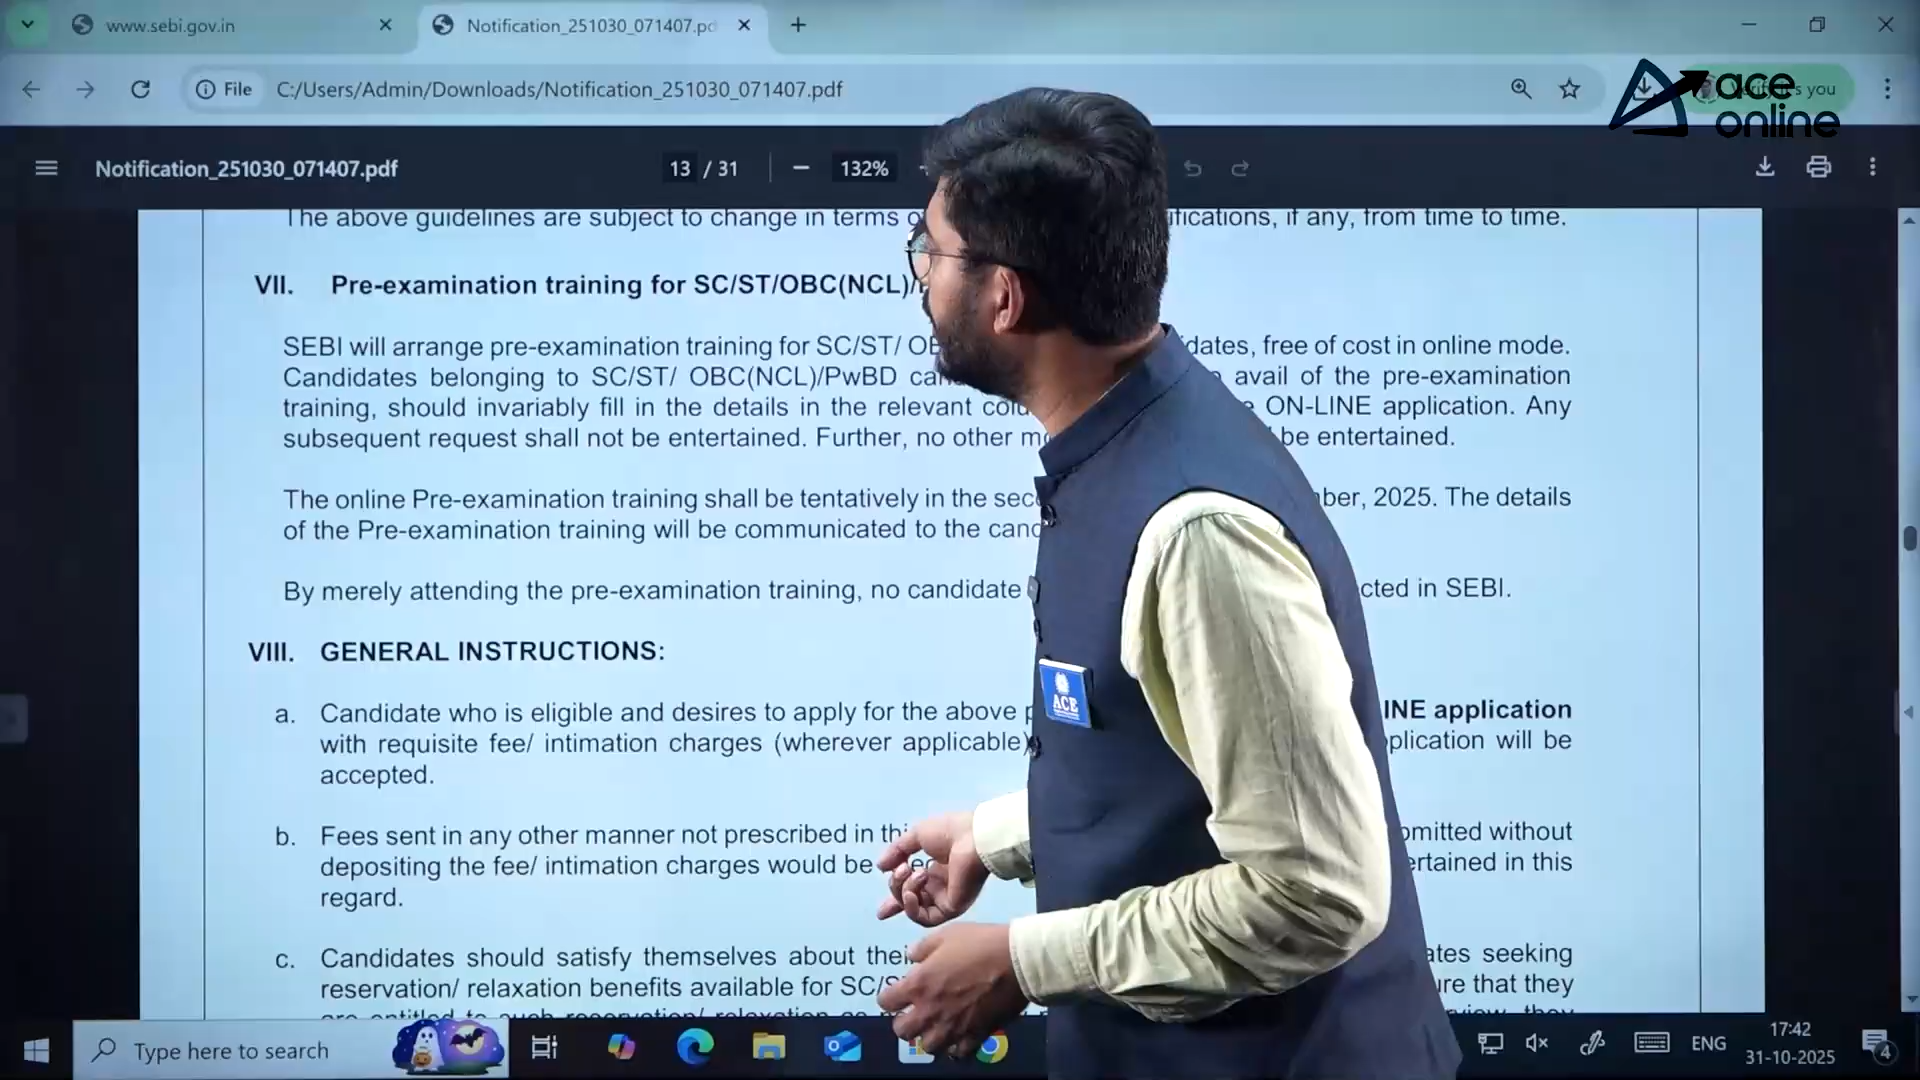 www.sebi.gov.in
Notification_251030_071407.pd
File
C:/Users/Admin/Downloads/Notification_251030_071407.pdf
ace
online
you
Notification_251030_071407.pdf
13 / 31
132%
The above guidelines are subject to change in terms
if any, from time to time.
VII. Pre-examination training for SC/ST/OBC(NCL)/
SEBI will arrange pre-examination training for SC/ST/
free of cost in online mode.
Candidates belonging to SC/ST/ OBC(NCL)/PwBD
avail of the pre-examination
training, should invariably fill in the details in the relevant
ON-LINE application. Any
subsequent request shall not be entertained. Further, no other
be entertained.
The online Pre-examination training shall be tentatively in the
2025. The details
of the Pre-examination training will be communicated to the
By merely attending the pre-examination training, no candidate
in SEBI.
VIII. GENERAL INSTRUCTIONS:
a. Candidate who is eligible and desires to apply for the above
application
with requisite fee/ intimation charges (wherever applicable)
will be
accepted.
b. Fees sent in any other manner not prescribed in
without
depositing the fee/ intimation charges would be
in this
regard.
c. Candidates should satisfy themselves about
seeking
reservation/ relaxation benefits available for
that they
ACE
Type here to search
ENG
17:42
31-10-2025
4